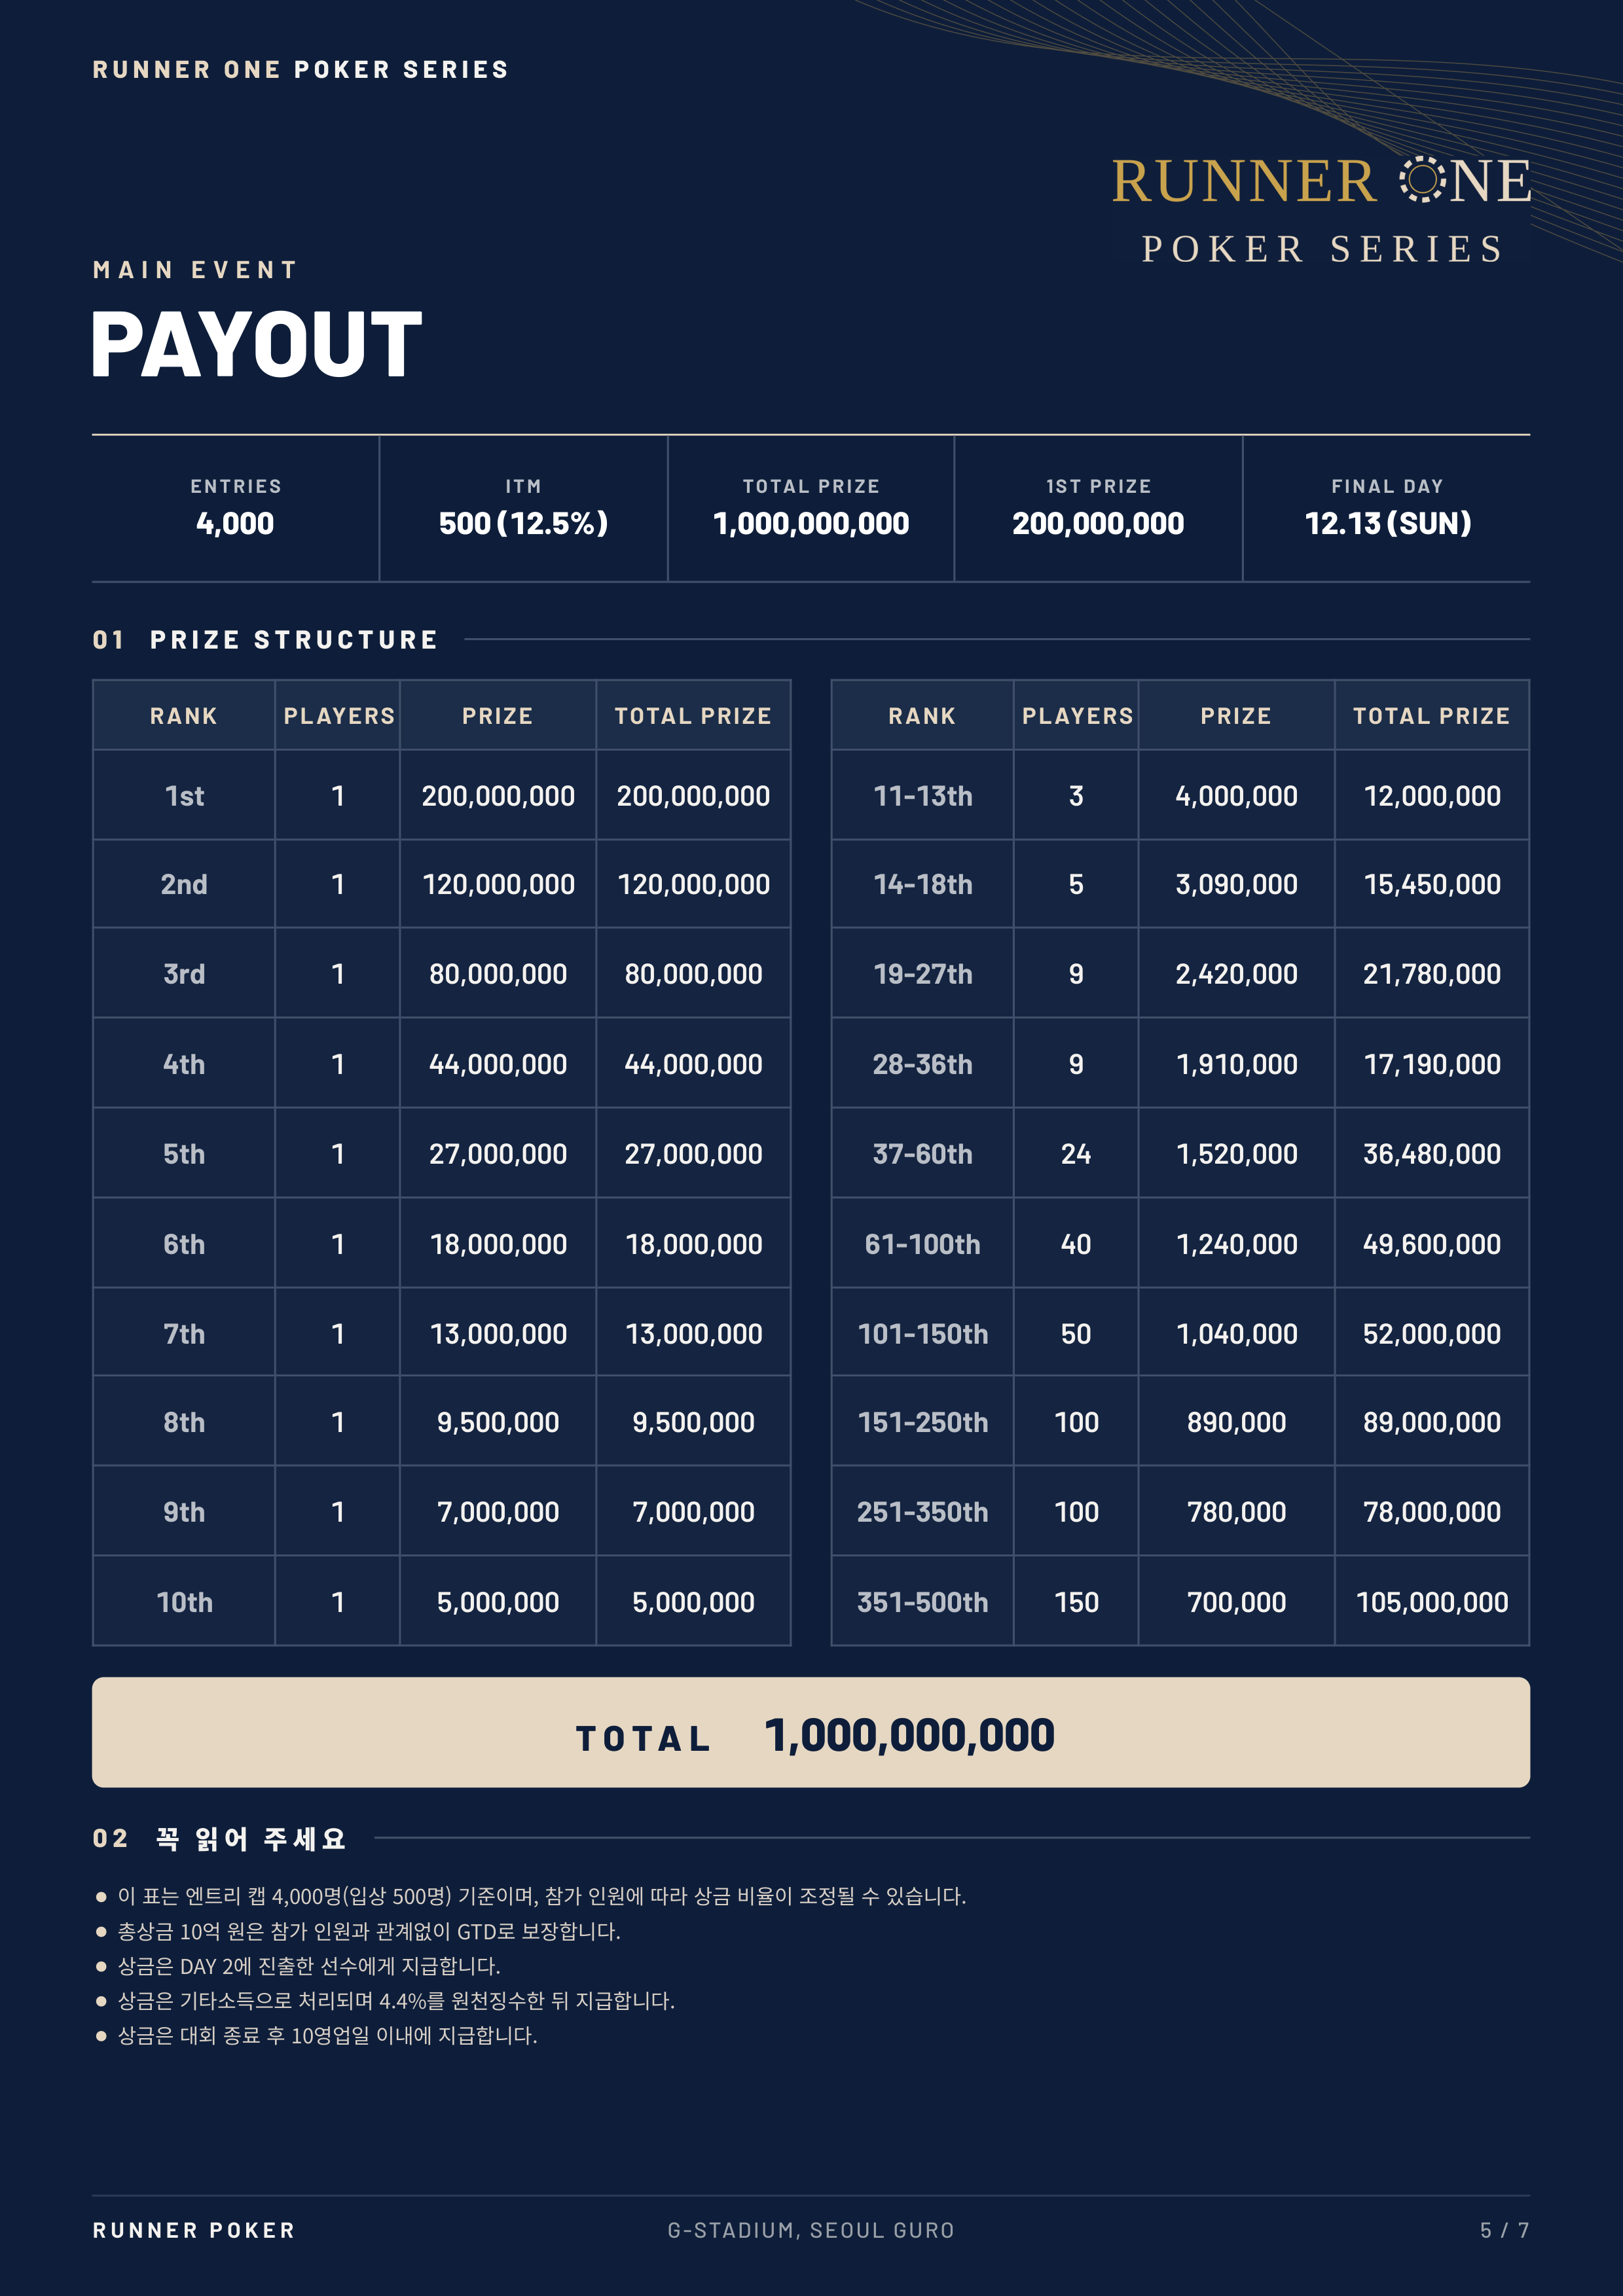 RUNNER ONE POKER SERIES
RUNNER ONE
POKER SERIES
MAIN EVENT
PAYOUT
ENTRIES ITM TOTAL PRIZE 1ST PRIZE FINAL DAY
4,000 500 (12.5%) 1,000,000,000 200,000,000 12.13 (SUN)
01 PRIZE STRUCTURE
RANK PLAYERS PRIZE TOTAL PRIZE RANK PLAYERS PRIZE TOTAL PRIZE
1st 1 200,000,000 200,000,000 11-13th 3 4,000,000 12,000,000
2nd 1 120,000,000 120,000,000 14-18th 5 3,090,000 15,450,000
3rd 1 80,000,000 80,000,000 19-27th 9 2,420,000 21,780,000
4th 1 44,000,000 44,000,000 28-36th 9 1,910,000 17,190,000
5th 1 27,000,000 27,000,000 37-60th 24 1,520,000 36,480,000
6th 1 18,000,000 18,000,000 61-100th 40 1,240,000 49,600,000
7th 1 13,000,000 13,000,000 101-150th 50 1,040,000 52,000,000
8th 1 9,500,000 9,500,000 151-250th 100 890,000 89,000,000
9th 1 7,000,000 7,000,000 251-350th 100 780,000 78,000,000
10th 1 5,000,000 5,000,000 351-500th 150 700,000 105,000,000
TOTAL 1,000,000,000
02 꼭 읽어 주세요
● 이 표는 엔트리 캡 4,000명(입상 500명) 기준이며, 참가 인원에 따라 상금 비율이 조정될 수 있습니다.
● 총상금 10억 원은 참가 인원과 관계없이 GTD로 보장합니다.
● 상금은 DAY 2에 진출한 선수에게 지급합니다.
● 상금은 기타소득으로 처리되며 4.4%를 원천징수한 뒤 지급합니다.
● 상금은 대회 종료 후 10영업일 이내에 지급합니다.
RUNNER POKER G-STADIUM, SEOUL GURO 5 / 7